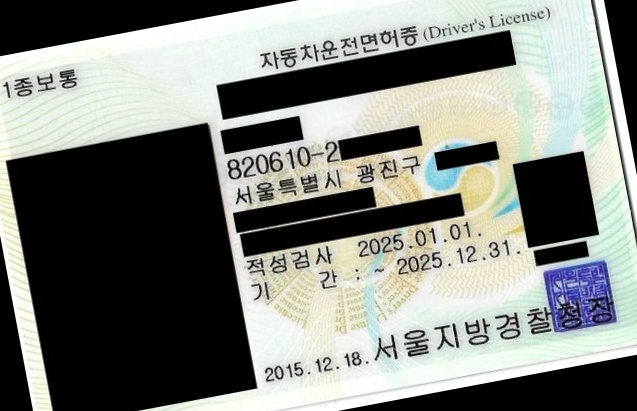 자동차운전면허증 (Driver's License)
1종보통
820610-2
서울특별시 광진구
적성검사 2025.01.01.
기 간 : ~ 2025.12.31.
2015.12.18. 서울지방경찰청장